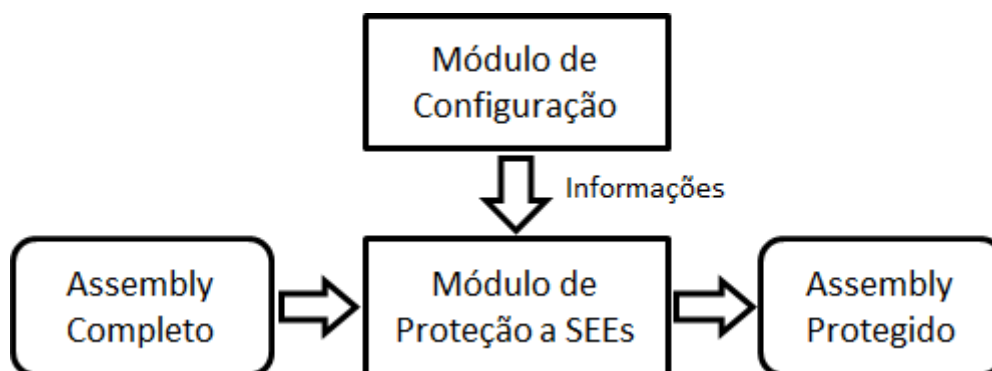 Módulo de
Configuração
Informações
Assembly
Completo
Módulo de
Proteção a SEEs
Assembly
Protegido